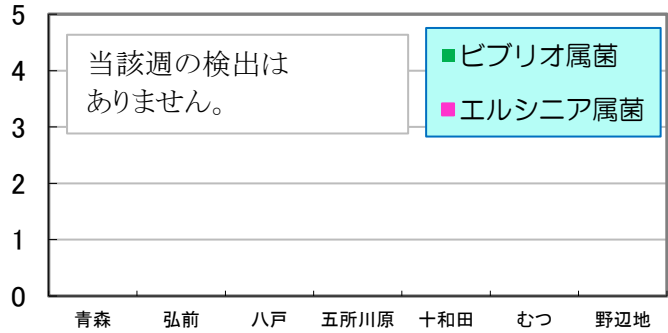 5
4
3
2
1
0
当該週の検出は
ありません。
ビブリオ属菌
エルシニア属菌
青森 弘前 八戸 五所川原 十和田 むつ 野辺地